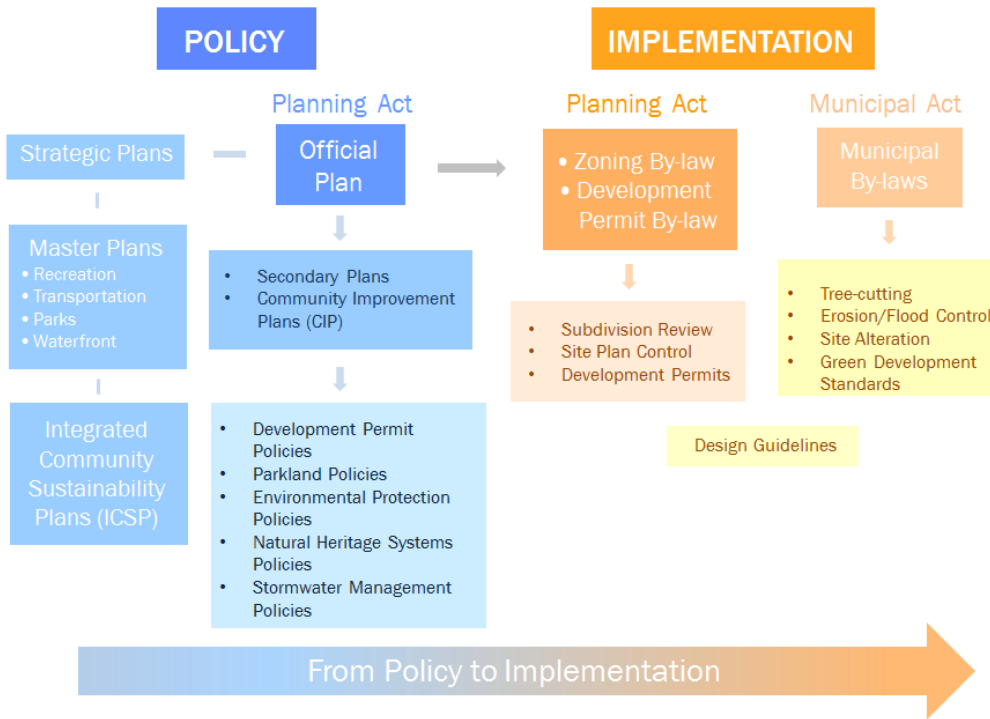 POLICY
IMPLEMENTATION
Planning Act
Planning Act
Municipal Act
Strategic Plans
Official
Plan
• Zoning By-law
• Development
Permit By-law
Municipal
By-laws
Master Plans
• Recreation
• Transportation
• Parks
• Waterfront
• Secondary Plans
• Community Improvement
Plans (CIP)
• Subdivision Review
• Site Plan Control
• Development Permits
• Tree-cutting
• Erosion/Flood Control
• Site Alteration
• Green Development
Standards
Integrated
Community
Sustainability
Plans (ICSP)
• Development Permit
Policies
• Parkland Policies
• Environmental Protection
Policies
• Natural Heritage Systems
Policies
• Stormwater Management
Policies
Design Guidelines
From Policy to Implementation